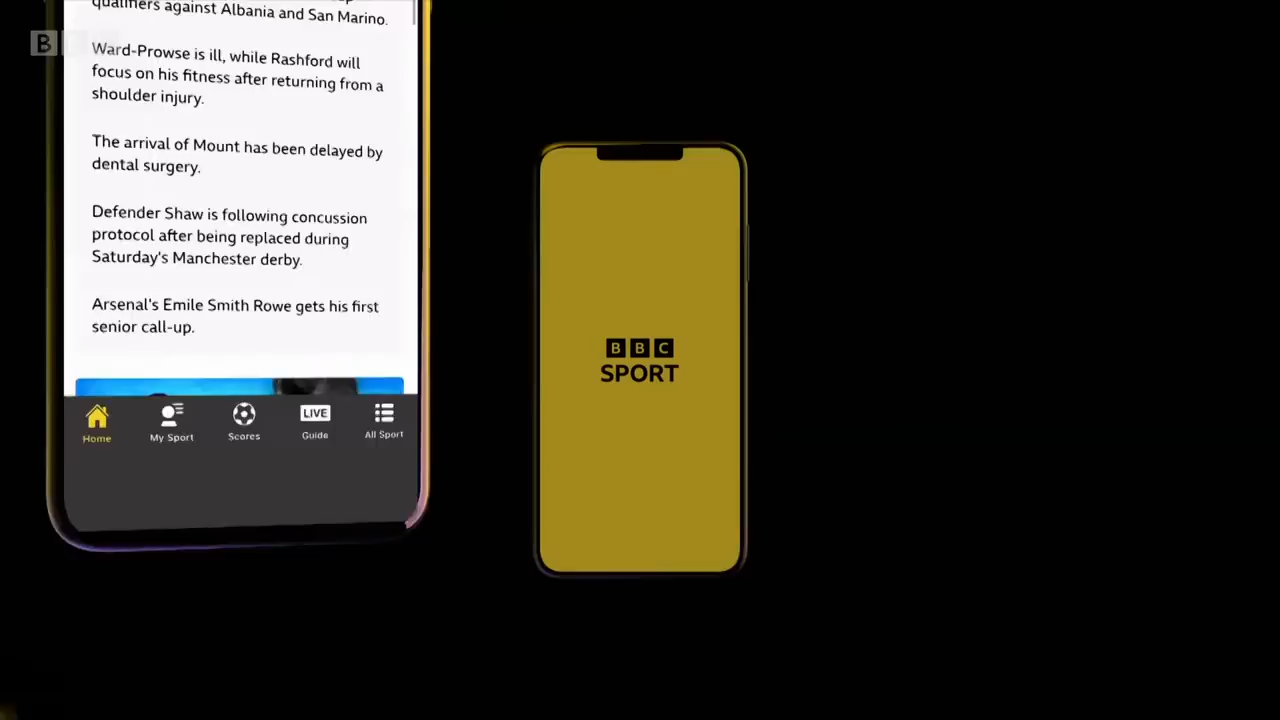 qualifiers against Albania and San Marino.
B
Ward-Prowse is ill, while Rashford will
focus on his fitness after returning from a
shoulder injury.
The arrival of Mount has been delayed by
dental surgery.
Defender Shaw is following concussion
protocol after being replaced during
Saturday's Manchester derby.
Arsenal's Emile Smith Rowe gets his first
senior call-up.
LIVE
Home My Sport Scores Guide All Sport
BBC
SPORT